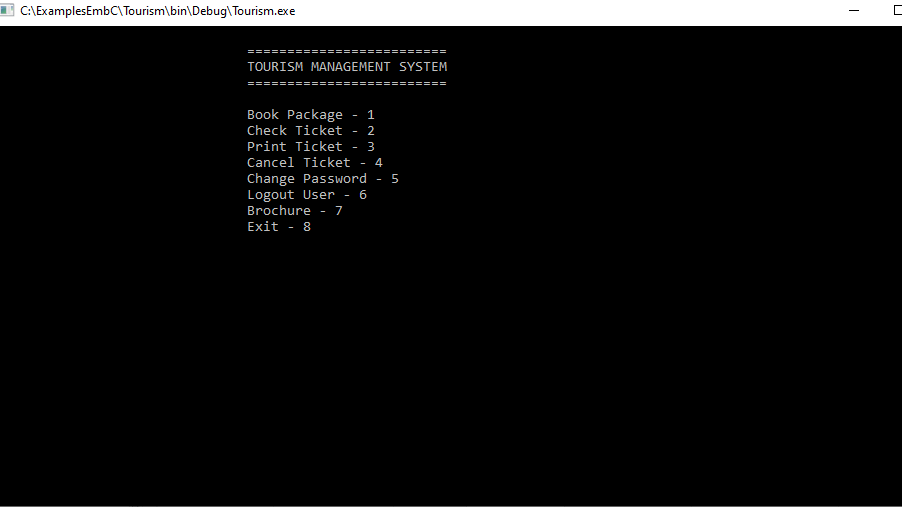 C:\ExamplesEmbC\Tourism\bin\Debug\Tourism.exe
=========================
TOURISM MANAGEMENT SYSTEM
=========================
Book Package - 1
Check Ticket - 2
Print Ticket - 3
Cancel Ticket - 4
Change Password - 5
Logout User - 6
Brochure - 7
Exit - 8